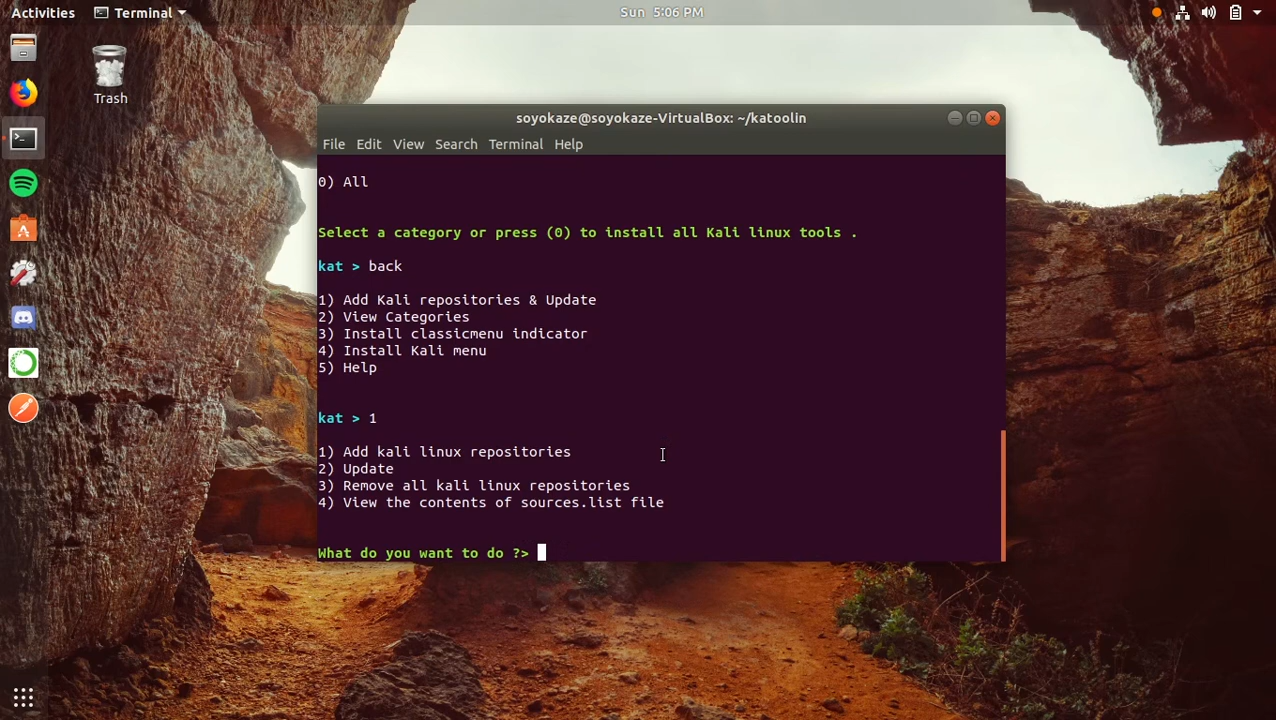 Activities
Terminal
Sun 5:06 PM
Trash
soyokaze@soyokaze-VirtualBox: ~/katoolin
File Edit View Search Terminal Help
0) All
Select a category or press (0) to install all Kali linux tools .
kat > back
1) Add Kali repositories & Update
2) View Categories
3) Install classicmenu indicator
4) Install Kali menu
5) Help
kat > 1
1) Add kali linux repositories
2) Update
3) Remove all kali linux repositories
4) View the contents of sources.list file
What do you want to do ?>